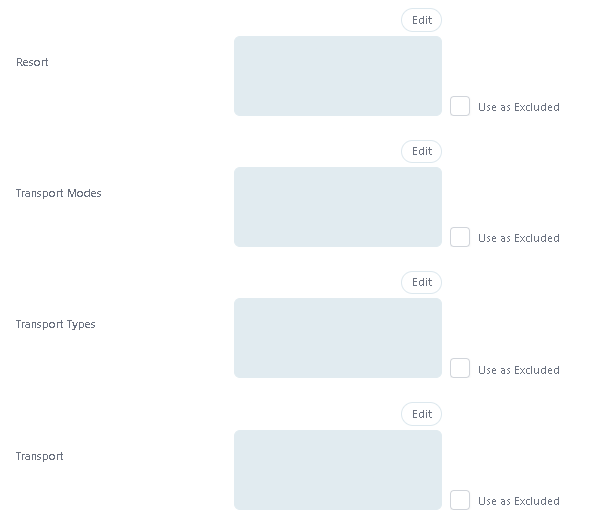 Edit
Resort
Use as Excluded
Edit
Transport Modes
Use as Excluded
Edit
Transport Types
Use as Excluded
Edit
Transport
Use as Excluded